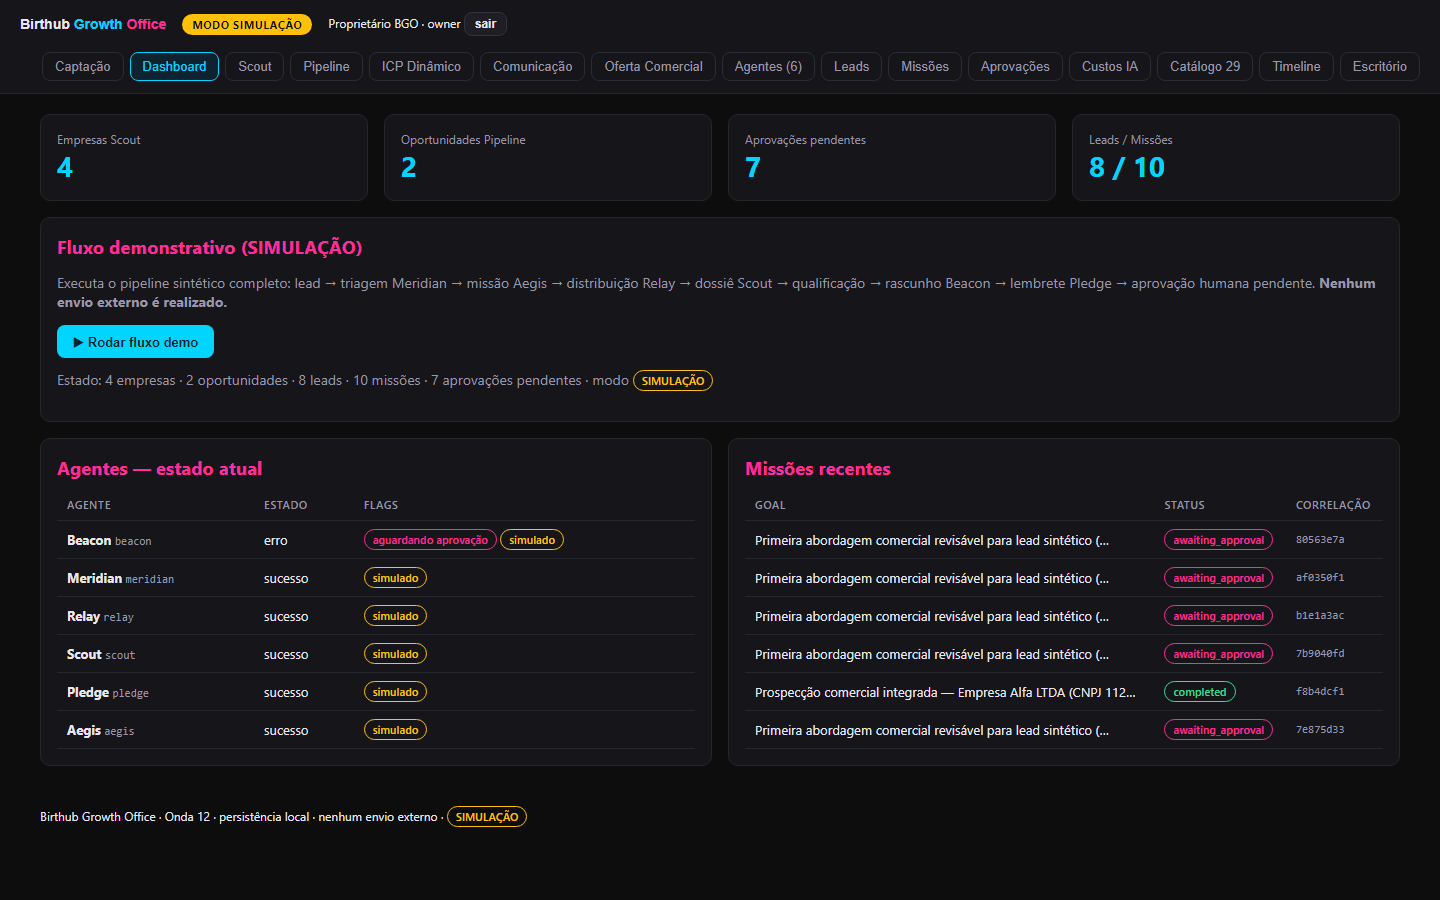 Birthub Growth Office MODO SIMULAÇÃO Proprietário BGO · owner sair
Captação Dashboard Scout Pipeline ICP Dinâmico Comunicação Oferta Comercial Agentes (6) Leads Missões Aprovações Custos IA Catálogo 29 Timeline Escritório
Empresas Scout
4
Oportunidades Pipeline
2
Aprovações pendentes
7
Leads / Missões
8 / 10
Fluxo demonstrativo (SIMULAÇÃO)
Executa o pipeline sintético completo: lead → triagem Meridian → missão Aegis → distribuição Relay → dossiê Scout → qualificação → rascunho Beacon → lembrete Pledge → aprovação humana pendente. Nenhum
envio externo é realizado.
▶ Rodar fluxo demo
Estado: 4 empresas · 2 oportunidades · 8 leads · 10 missões · 7 aprovações pendentes · modo SIMULAÇÃO
Agentes — estado atual
AGENTE ESTADO FLAGS
Beacon beacon erro aguardando aprovação simulado
Meridian meridian sucesso simulado
Relay relay sucesso simulado
Scout scout sucesso simulado
Pledge pledge sucesso simulado
Aegis aegis sucesso simulado
Missões recentes
GOAL STATUS CORRELAÇÃO
Primeira abordagem comercial revisável para lead sintético (... awaiting_approval 80563e7a
Primeira abordagem comercial revisável para lead sintético (... awaiting_approval af0350f1
Primeira abordagem comercial revisável para lead sintético (... awaiting_approval b1e1a3ac
Primeira abordagem comercial revisável para lead sintético (... awaiting_approval 7b9040fd
Prospecção comercial integrada — Empresa Alfa LTDA (CNPJ 112... completed f8b4dcf1
Primeira abordagem comercial revisável para lead sintético (... awaiting_approval 7e875d33
Birthub Growth Office · Onda 12 · persistência local · nenhum envio externo · SIMULAÇÃO